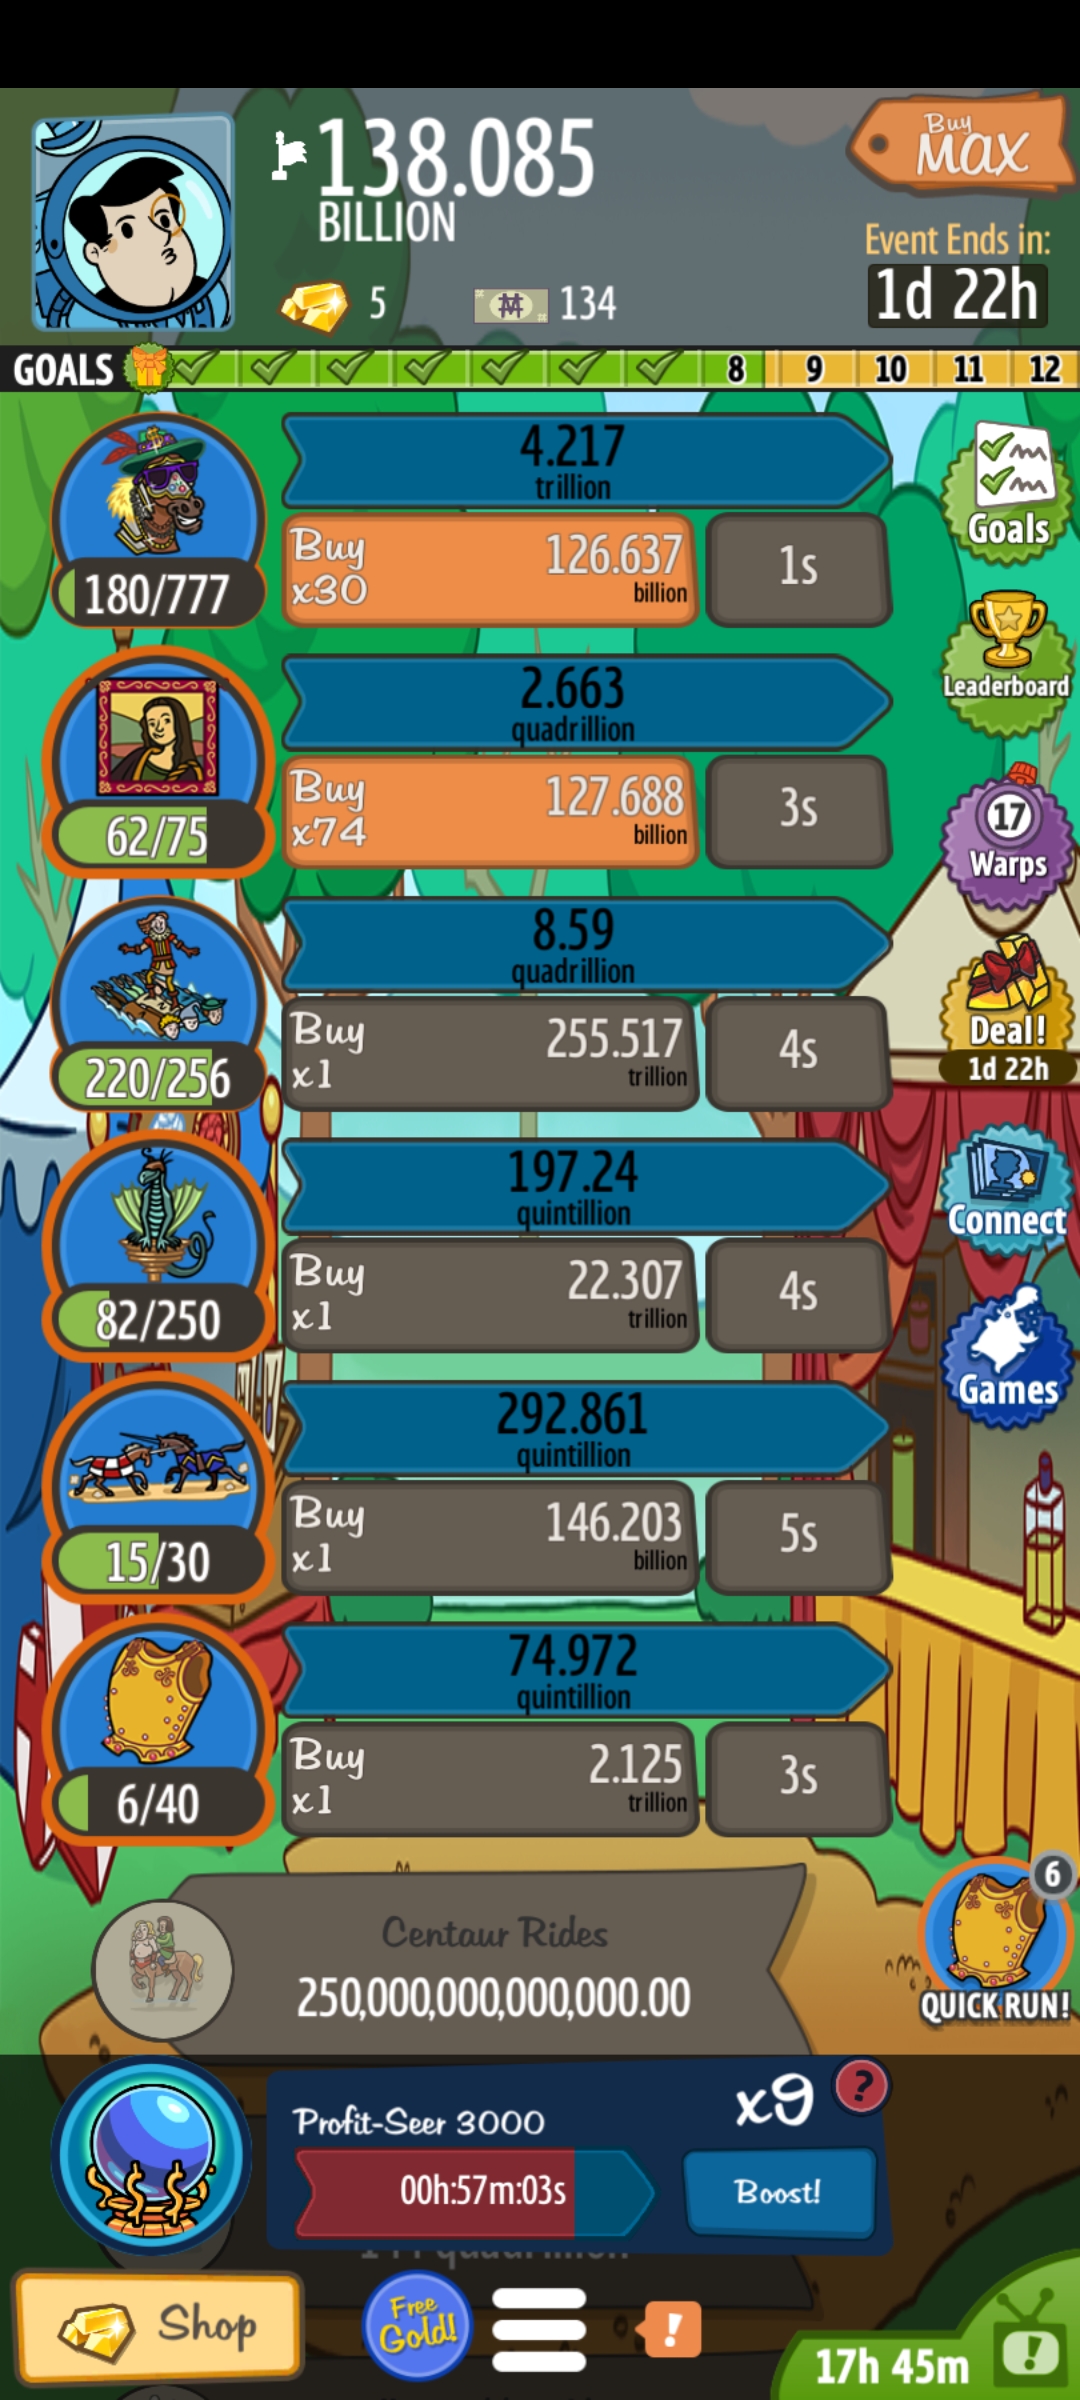 138.085
BILLION
Buy
MAX
Event Ends in:
1d 22h
5
134
GOALS
8
9
10
11
12
4.217
trillion
Buy
x30
126.637
billion
1s
180/777
Goals
Leaderboard
2.663
quadrillion
Buy
x74
127.688
billion
3s
62/75
17
Warps
8.59
quadrillion
Buy
x1
255.517
trillion
4s
220/256
Deal!
1d 22h
197.24
quintillion
Buy
x1
22.307
trillion
4s
82/250
Connect
Games
292.861
quintillion
Buy
x1
146.203
billion
5s
15/30
74.972
quintillion
Buy
x1
2.125
trillion
3s
6/40
Centaur Rides
250,000,000,000,000.00
6
QUICK RUN!
Profit-Seer 3000
x9
?
00h:57m:03s
Boost!
Shop
Free
Gold!
!
17h 45m
!